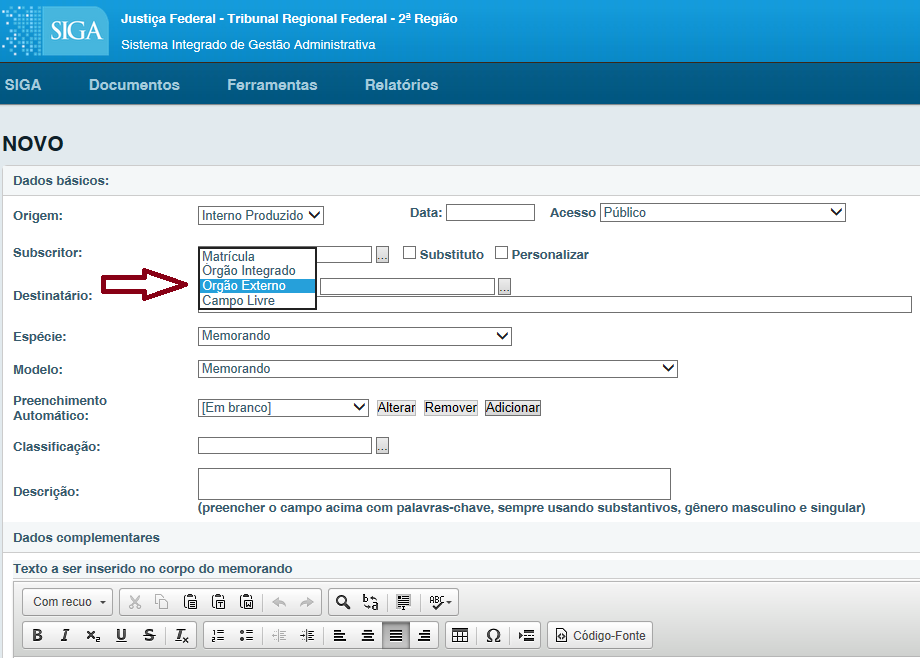 SIGA
Justiça Federal - Tribunal Regional Federal - 2ª Região
Sistema Integrado de Gestão Administrativa
SIGA Documentos Ferramentas Relatórios
NOVO
Dados básicos:
Origem: Interno Produzido Data: Acesso Público
Subscritor: ... Substituto Personalizar
Matrícula
Órgão Integrado
Órgão Externo
Campo Livre
Destinatário: ...
Espécie: Memorando
Modelo: Memorando
Preenchimento
Automático: [Em branco] Alterar Remover Adicionar
Classificação: ...
Descrição:
(preencher o campo acima com palavras-chave, sempre usando substantivos, gênero masculino e singular)
Dados complementares
Texto a ser inserido no corpo do memorando
Com recuo
Código-Fonte